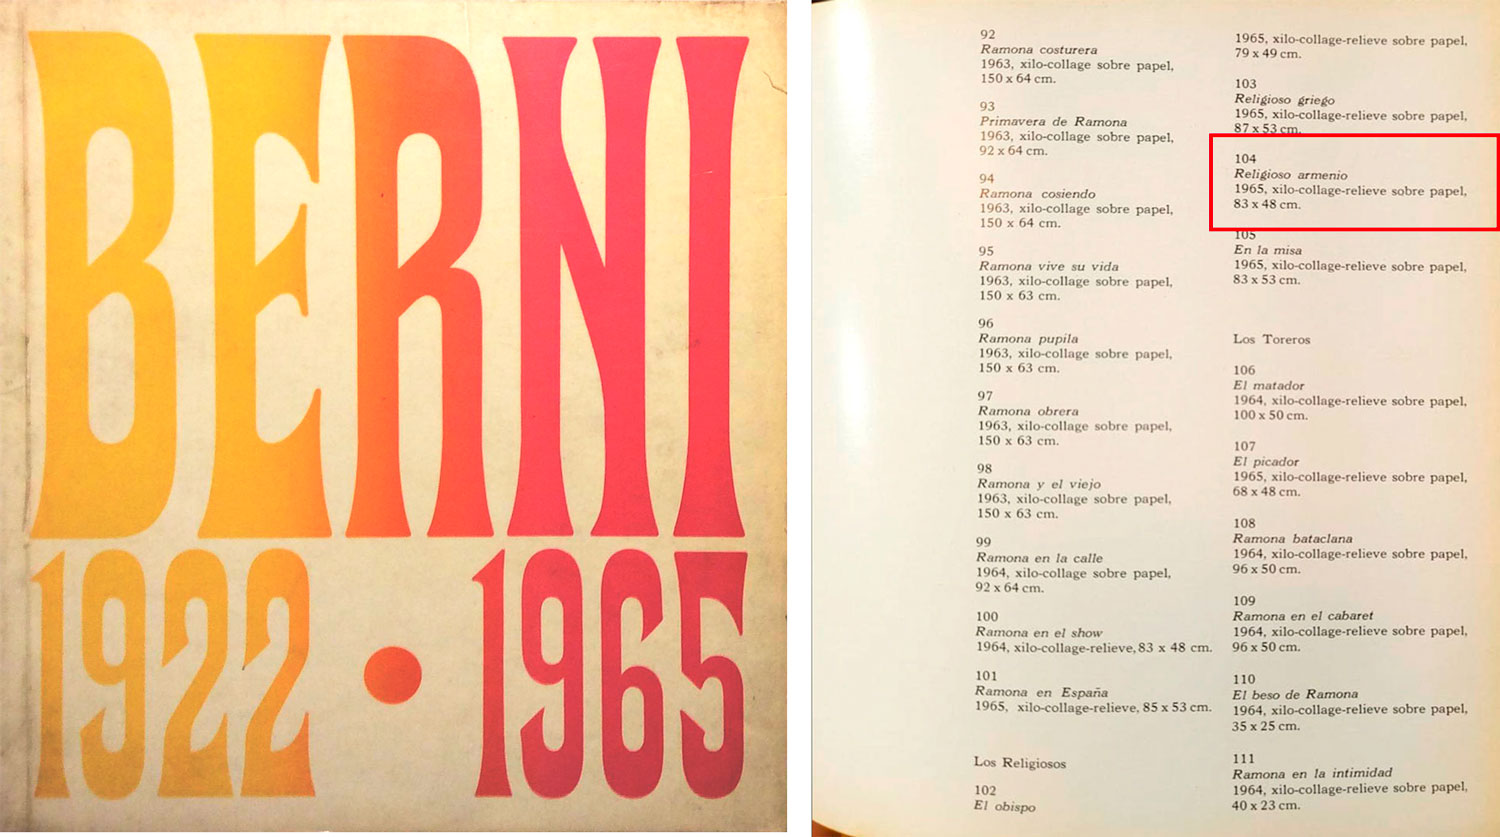 BERNI
1922 • 1965
92
Ramona costurera
1963, xilo-collage sobre papel,
150 x 64 cm.
93
Primavera de Ramona
1963, xilo-collage sobre papel,
92 x 64 cm.
94
Ramona cosiendo
1963, xilo-collage sobre papel,
150 x 64 cm.
95
Ramona vive su vida
1963, xilo-collage sobre papel,
150 x 63 cm.
96
Ramona pupila
1963, xilo-collage sobre papel,
150 x 63 cm.
97
Ramona obrera
1963, xilo-collage sobre papel,
150 x 63 cm.
98
Ramona y el viejo
1963, xilo-collage sobre papel,
150 x 63 cm.
99
Ramona en la calle
1964, xilo-collage sobre papel,
92 x 64 cm.
100
Ramona en el show
1964, xilo-collage-relieve, 83 x 48 cm.
101
Ramona en España
1965, xilo-collage-relieve, 85 x 53 cm.
Los Religiosos
102
El obispo
1965, xilo-collage-relieve sobre papel,
79 x 49 cm.
103
Religioso griego
1965, xilo-collage-relieve sobre papel,
87 x 53 cm.
104
Religioso armenio
1965, xilo-collage-relieve sobre papel,
83 x 48 cm.
105
En la misa
1965, xilo-collage-relieve sobre papel,
83 x 53 cm.
Los Toreros
106
El matador
1964, xilo-collage-relieve sobre papel,
100 x 50 cm.
107
El picador
1965, xilo-collage-relieve sobre papel,
68 x 48 cm.
108
Ramona bataclana
1964, xilo-collage-relieve sobre papel,
96 x 50 cm.
109
Ramona en el cabaret
1964, xilo-collage-relieve sobre papel,
96 x 50 cm.
110
El beso de Ramona
1964, xilo-collage-relieve sobre papel,
35 x 25 cm.
111
Ramona en la intimidad
1964, xilo-collage-relieve sobre papel,
40 x 23 cm.